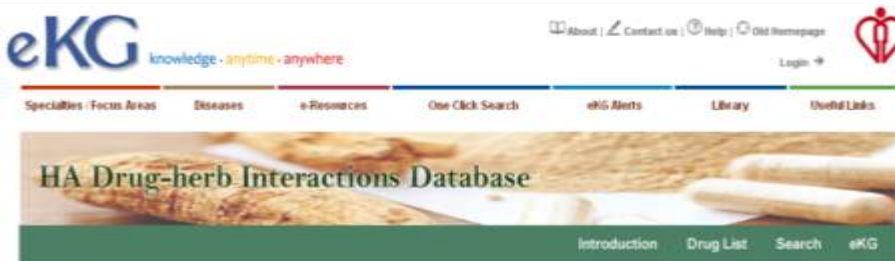 About | Contact us | Help | Old Homepage
eKG knowledge - anytime - anywhere
Login
Specialties / Focus Areas Diseases e-Resources One Click Search eKG Alerts Library Useful Links
HA Drug-herb Interactions Database
Introduction Drug List Search eKG